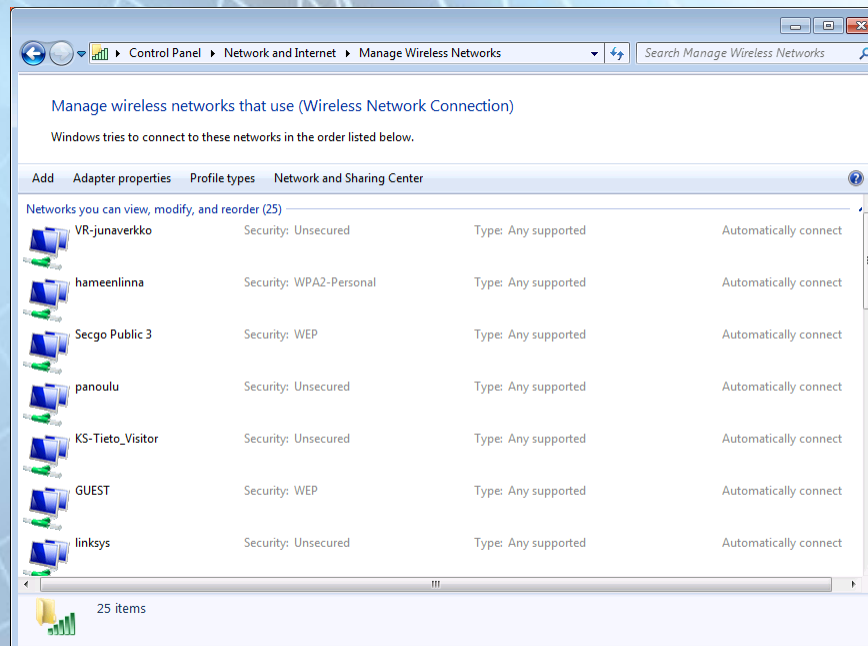 Control Panel Network and Internet Manage Wireless Networks Search Manage Wireless Networks
Manage wireless networks that use (Wireless Network Connection)
Windows tries to connect to these networks in the order listed below.
Add Adapter properties Profile types Network and Sharing Center ?
Networks you can view, modify, and reorder (25)
VR-junaverkko Security: Unsecured Type: Any supported Automatically connect
hameenlinna Security: WPA2-Personal Type: Any supported Automatically connect
Secgo Public 3 Security: WEP Type: Any supported Automatically connect
panoulu Security: Unsecured Type: Any supported Automatically connect
KS-Tieto_Visitor Security: Unsecured Type: Any supported Automatically connect
GUEST Security: WEP Type: Any supported Automatically connect
linksys Security: Unsecured Type: Any supported Automatically connect
25 items